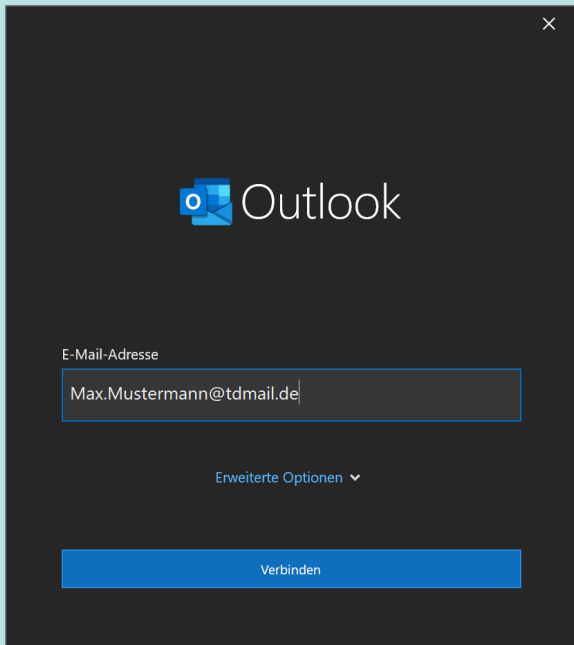 Outlook
E-Mail-Adresse
Max.Mustermann@tdmail.de
Erweiterte Optionen
Verbinden